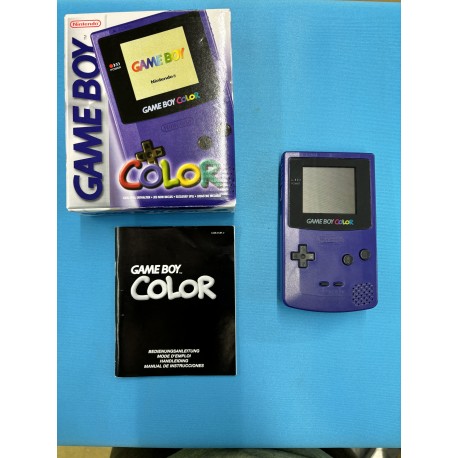 Nintendo
GAME BOY
GAME BOY
Nintendo
GAME BOY COLOR
COLOR
GAME BOY
COLOR
BEDIENUNGSANLEITUNG
MODE D'EMPLOI
HANDLEIDING
MANUAL DE INSTRUCCIONES
GAME BOY COLOR